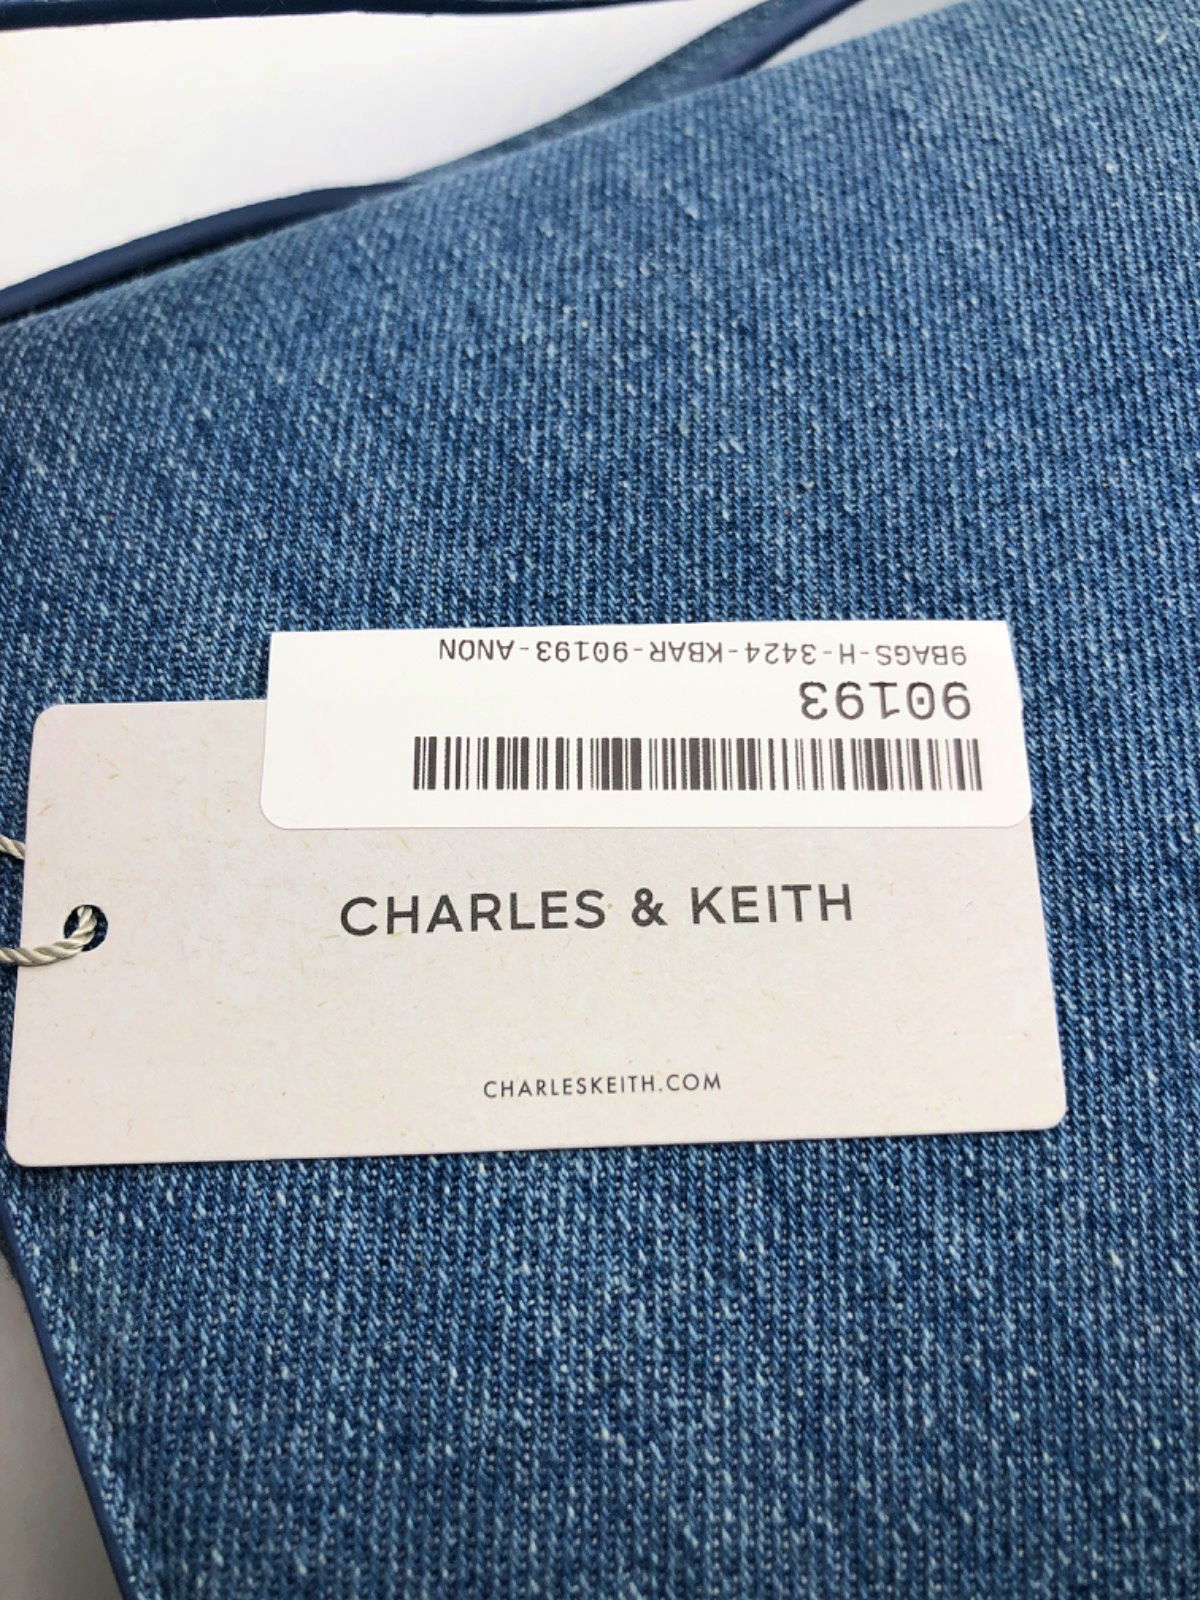 9BAGS-H-3424-KBAR-90193-ANON
90193
CHARLES & KEITH
CHARLESKEITH.COM